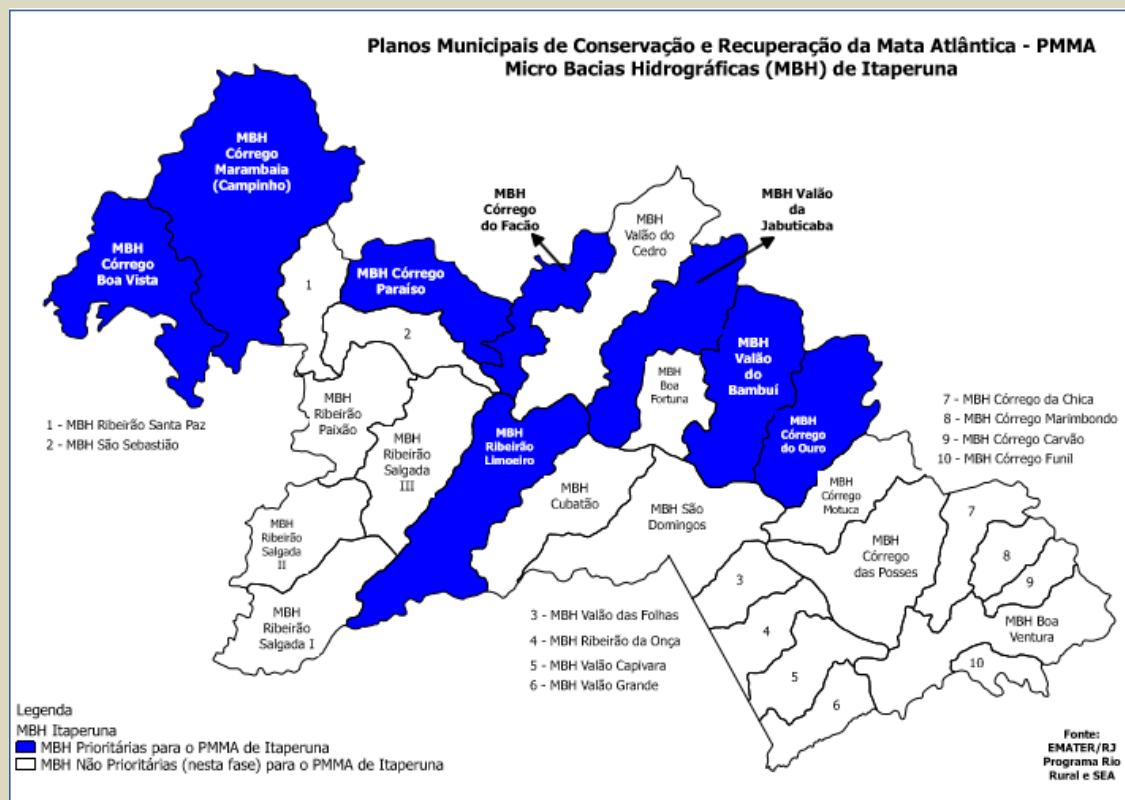 Planos Municipais de Conservação e Recuperação da Mata Atlântica - PMMA
Micro Bacias Hidrográficas (MBH) de Itaperuna
MBH
Córrego
Marambaia
(Campinho)
MBH
Córrego
Boa Vista
1
MBH Córrego
Paraíso
2
MBH
Córrego
do Facão
MBH
Valão do
Cedro
MBH Valão
da
Jabuticaba
MBH
Valão
do
Bambuí
MBH
Boa
Fortuna
MBH
Córrego
do Ouro
MBH
Ribeirão
Paixão
MBH
Ribeirão
Salgada
III
MBH
Ribeirão
Limoeiro
MBH
Cubatão
MBH São
Domingos
MBH
Córrego
Motuca
MBH
Córrego
das Posses
MBH
Ribeirão
Salgada
II
MBH
Ribeirão
Salgada I
3
4
5
6
7
8
9
MBH Boa
Ventura
10
1 - MBH Ribeirão Santa Paz
2 - MBH São Sebastião
7 - MBH Córrego da Chica
8 - MBH Córrego Marimbondo
9 - MBH Córrego Carvão
10 - MBH Córrego Funil
3 - MBH Valão das Folhas
4 - MBH Ribeirão da Onça
5 - MBH Valão Capivara
6 - MBH Valão Grande
Legenda
MBH Itaperuna
MBH Prioritárias para o PMMA de Itaperuna
MBH Não Prioritárias (nesta fase) para o PMMA de Itaperuna
Fonte:
EMATER/RJ
Programa Rio
Rural e SEA